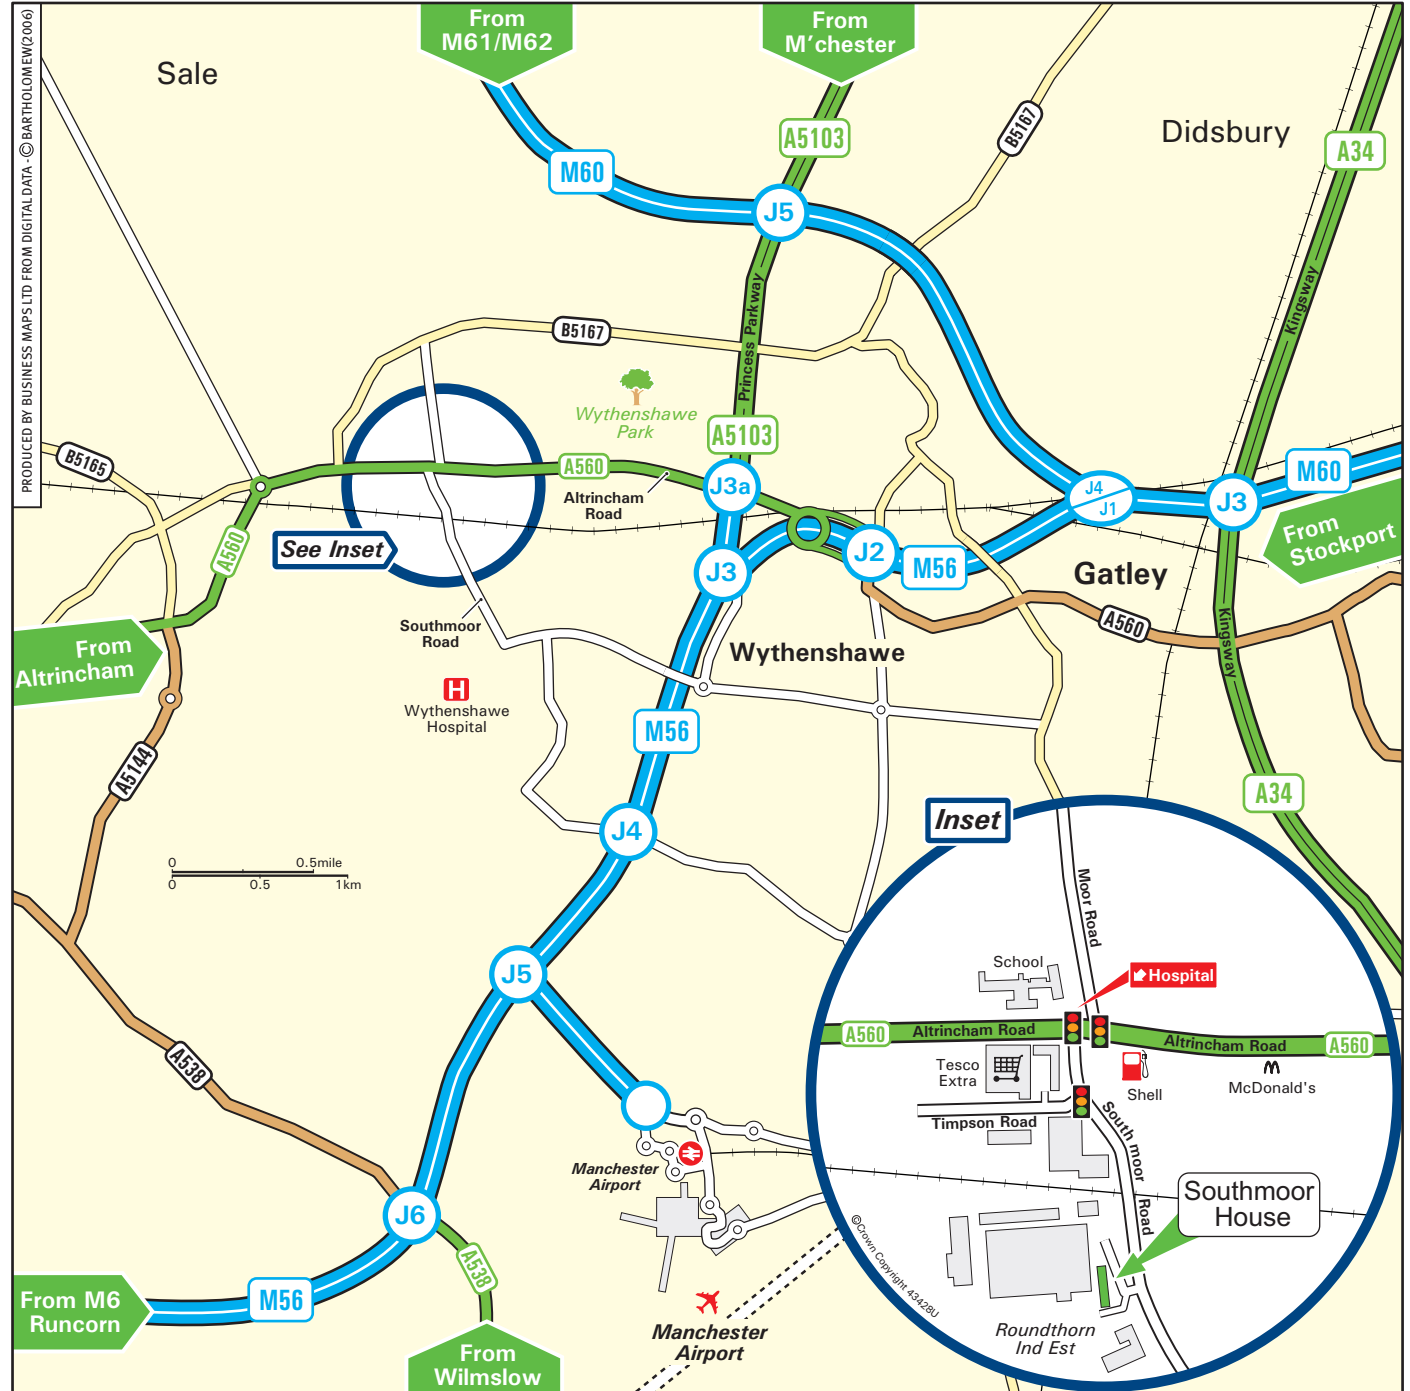 PRODUCED BY BUSINESS MAPS LTD FROM DIGITAL DATA - © BARTHOLOMEW(2006)
From
M61/M62
From
M'chester
Sale
Didsbury
A5103
B5167
A34
M60
J5
Kingsway
Princess Parkway
B5167
Wythenshawe
Park
A5103
B5165
A560
J3a
Altrincham
Road
M60
J4
J1
J3
From
Stockport
See Inset
A560
J3
J2
M56
Gatley
Southmoor
Road
Kingsway
A560
From
Altrincham
Wythenshawe
H
Wythenshawe
Hospital
M56
A5144
A34
J4
0 0.5mile
0 0.5 1km
J5
A538
Manchester
Airport
J6
A538
From M6
Runcorn
M56
Manchester
Airport
From
Wilmslow
Inset
Moor Road
School
Hospital
A560
Altrincham Road
Altrincham Road
A560
Tesco
Extra
Shell
McDonald's
Timpson Road
South moor
Road
Southmoor
House
Roundthorn
Ind Est
©Crown Copyright 43428U